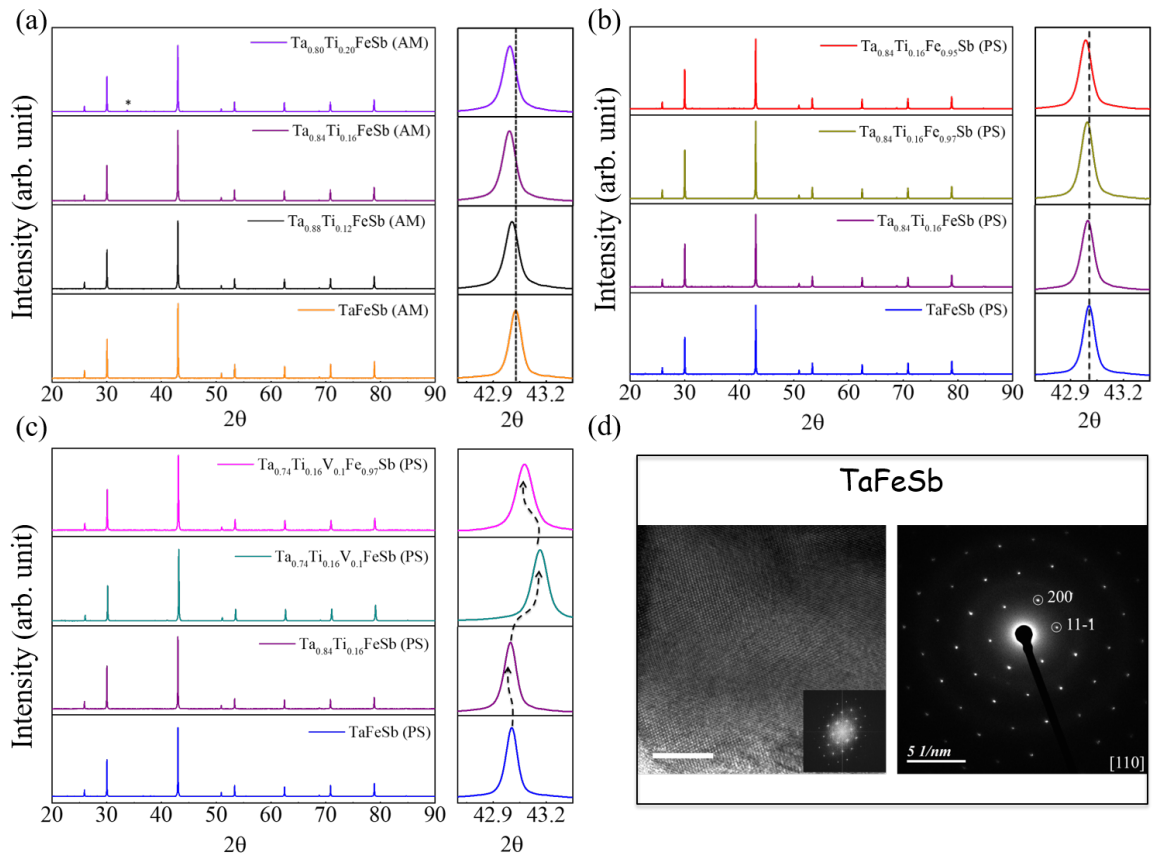 (a)
Intensity (arb. unit)
Ta0.80Ti0.20FeSb (AM)
*
Ta0.84Ti0.16FeSb (AM)
Ta0.88Ti0.12FeSb (AM)
TaFeSb (AM)
20 30 40 50 60 70 80 90
2θ
42.9 43.2
2θ
(b)
Intensity (arb. unit)
Ta0.84Ti0.16Fe0.95Sb (PS)
Ta0.84Ti0.16Fe0.97Sb (PS)
Ta0.84Ti0.16FeSb (PS)
TaFeSb (PS)
20 30 40 50 60 70 80 90
2θ
42.9 43.2
2θ
(c)
Intensity (arb. unit)
Ta0.74Ti0.16V0.1Fe0.97Sb (PS)
Ta0.74Ti0.16V0.1FeSb (PS)
Ta0.84Ti0.16FeSb (PS)
TaFeSb (PS)
20 30 40 50 60 70 80 90
2θ
42.9 43.2
2θ
(d)
TaFeSb
200
11-1
5 1/nm
[110]